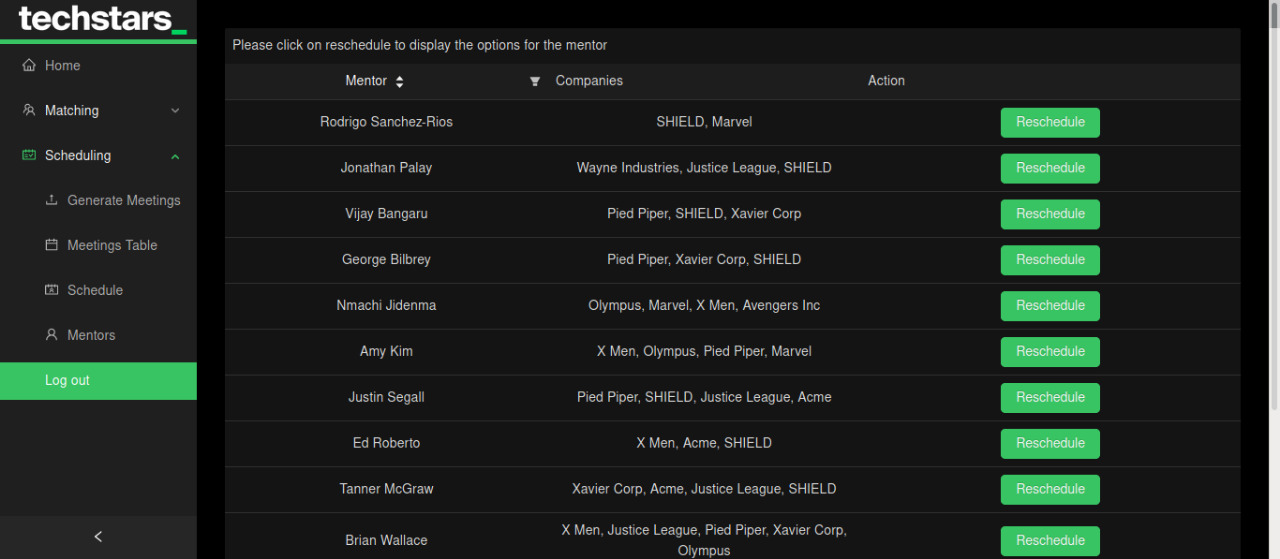 techstars_
Home
Matching
Scheduling
Generate Meetings
Meetings Table
Schedule
Mentors
Log out
Please click on reschedule to display the options for the mentor
Mentor Companies Action
Rodrigo Sanchez-Rios SHIELD, Marvel Reschedule
Jonathan Palay Wayne Industries, Justice League, SHIELD Reschedule
Vijay Bangaru Pied Piper, SHIELD, Xavier Corp Reschedule
George Bilbrey Pied Piper, Xavier Corp, SHIELD Reschedule
Nmachi Jidenma Olympus, Marvel, X Men, Avengers Inc Reschedule
Amy Kim X Men, Olympus, Pied Piper, Marvel Reschedule
Justin Segall Pied Piper, SHIELD, Justice League, Acme Reschedule
Ed Roberto X Men, Acme, SHIELD Reschedule
Tanner McGraw Xavier Corp, Acme, Justice League, SHIELD Reschedule
Brian Wallace X Men, Justice League, Pied Piper, Xavier Corp, Reschedule
Olympus